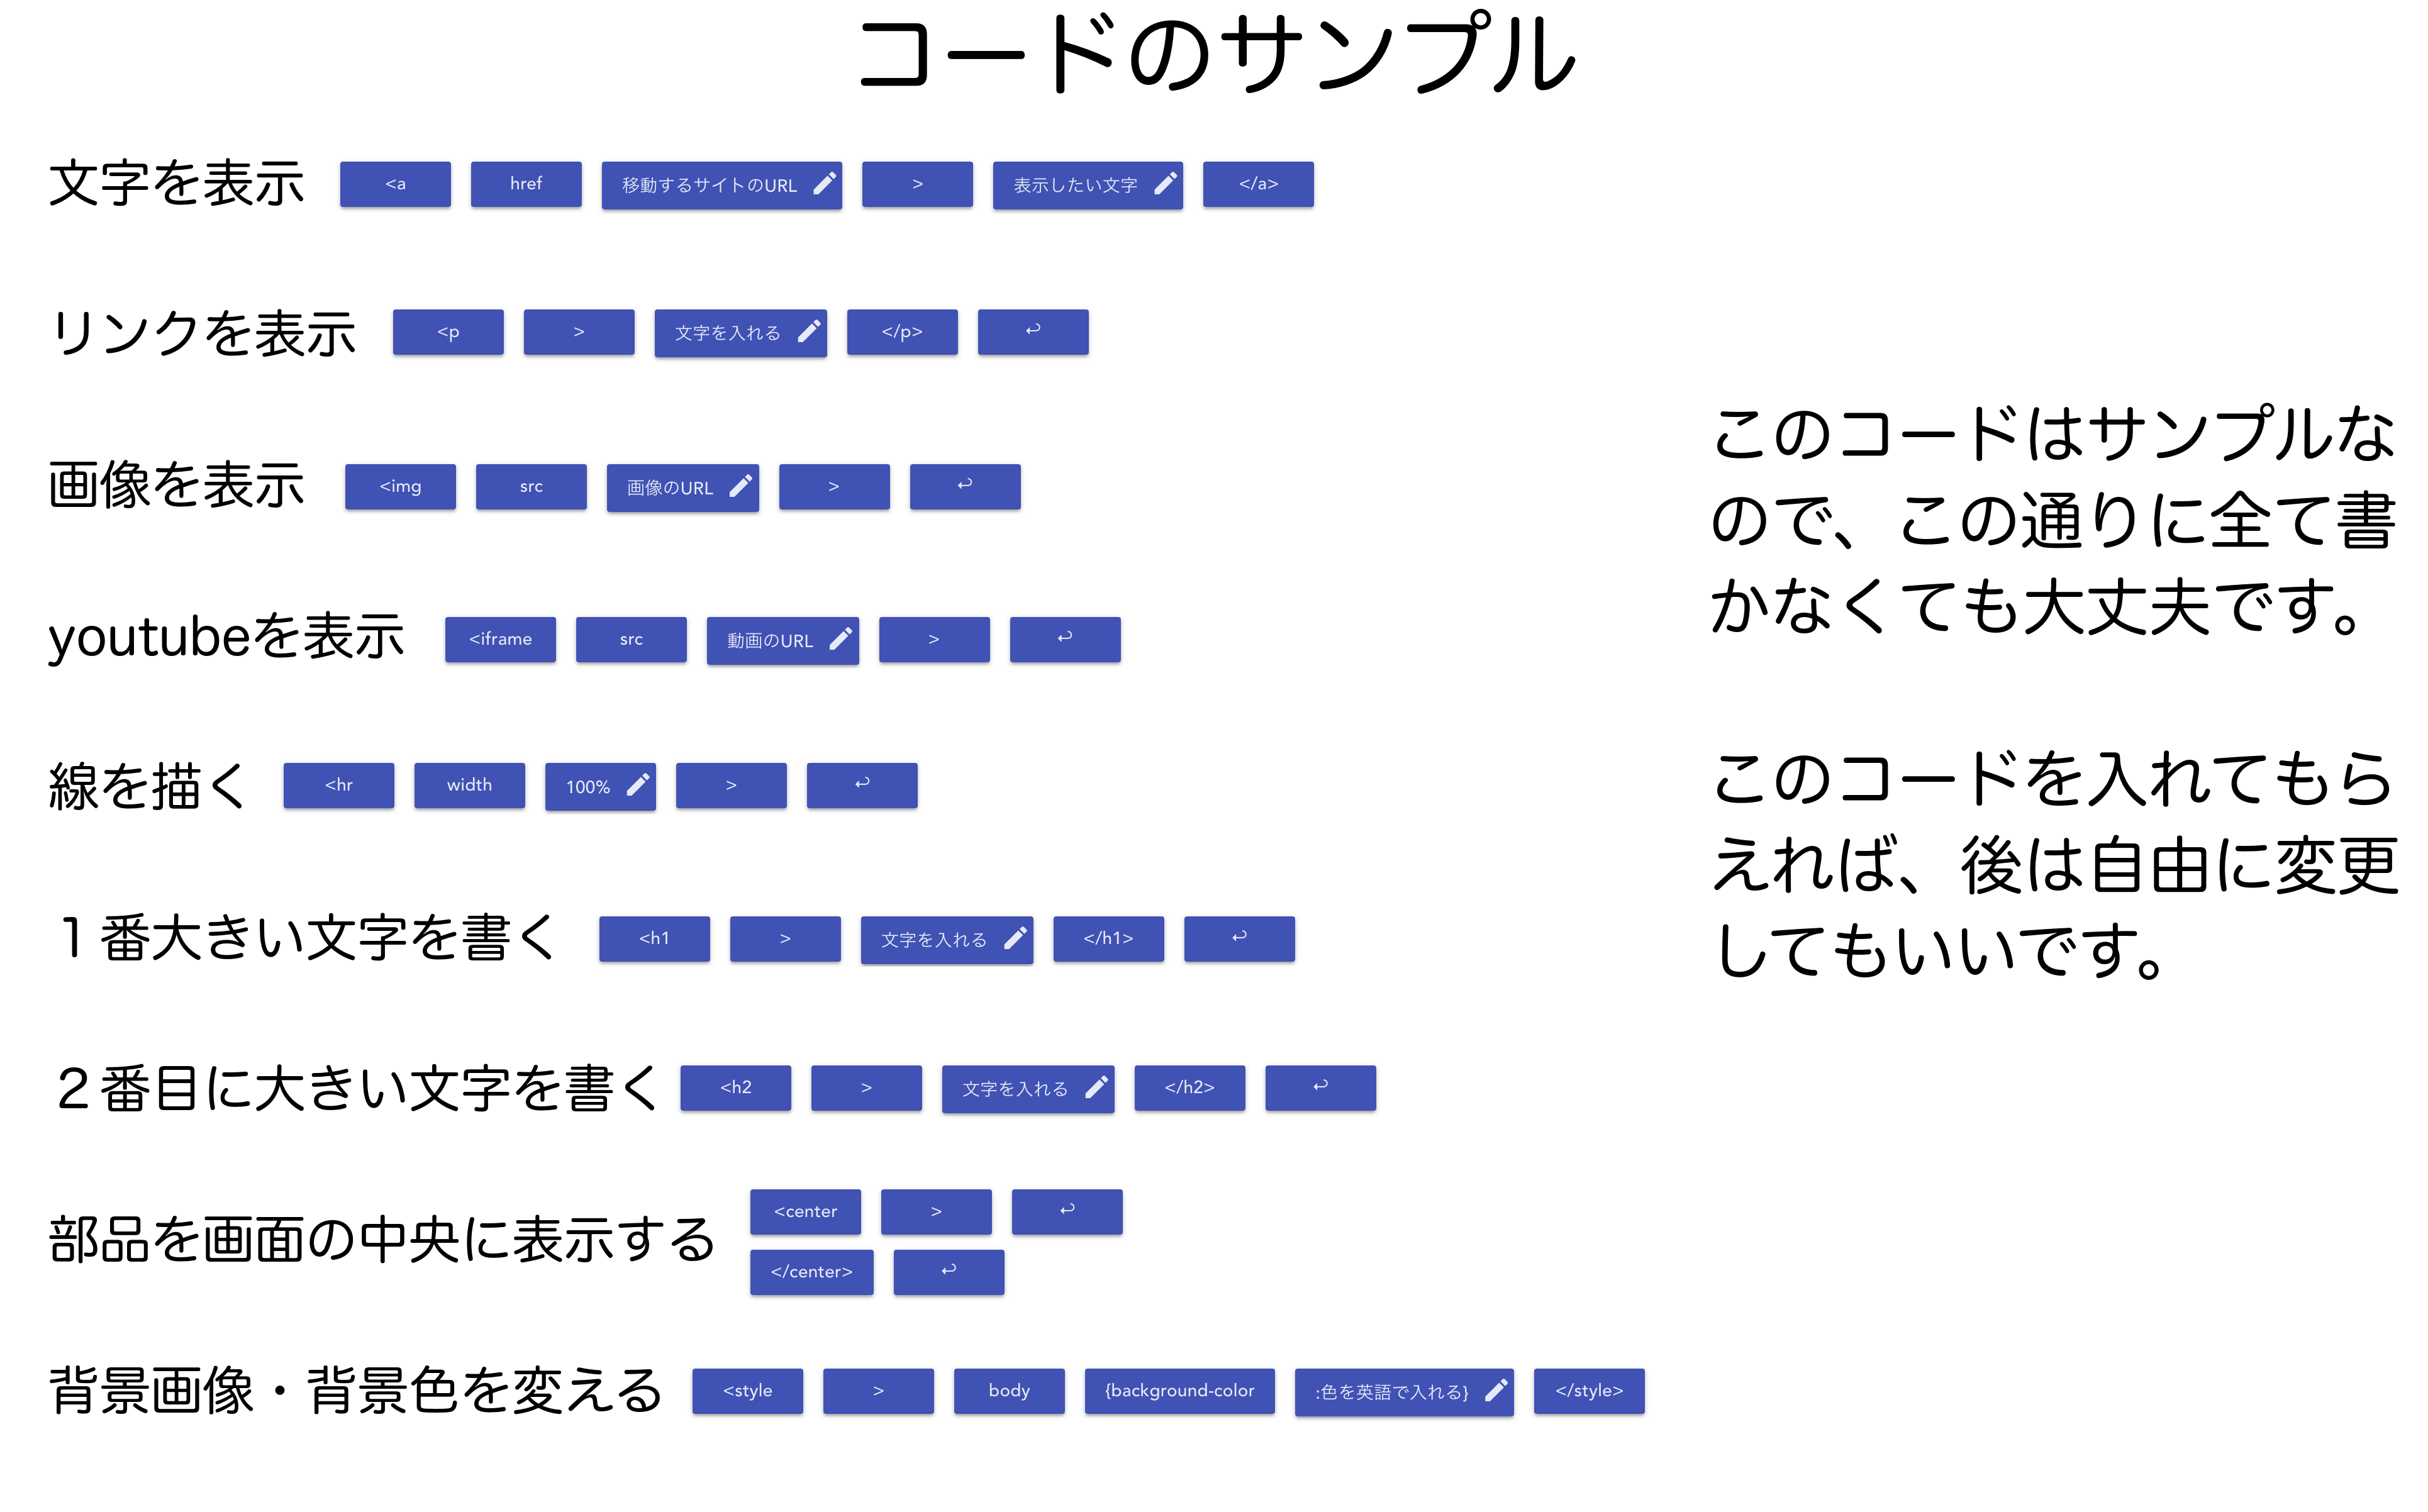 コードのサンプル
文字を表示 <a href 移動するサイトのURL > 表示したい文字 </a>
リンクを表示 <p > 文字を入れる </p> ↩
画像を表示 <img src 画像のURL > ↩
youtubeを表示 <iframe src 動画のURL > ↩
線を描く <hr width 100% > ↩
１番大きい文字を書く <h1 > 文字を入れる </h1> ↩
２番目に大きい文字を書く <h2 > 文字を入れる </h2> ↩
部品を画面の中央に表示する <center > ↩
</center> ↩
背景画像・背景色を変える <style > body {background-color :色を英語で入れる} </style>
このコードはサンプルな
ので、この通りに全て書
かなくても大丈夫です。
このコードを入れてもら
えれば、後は自由に変更
してもいいです。